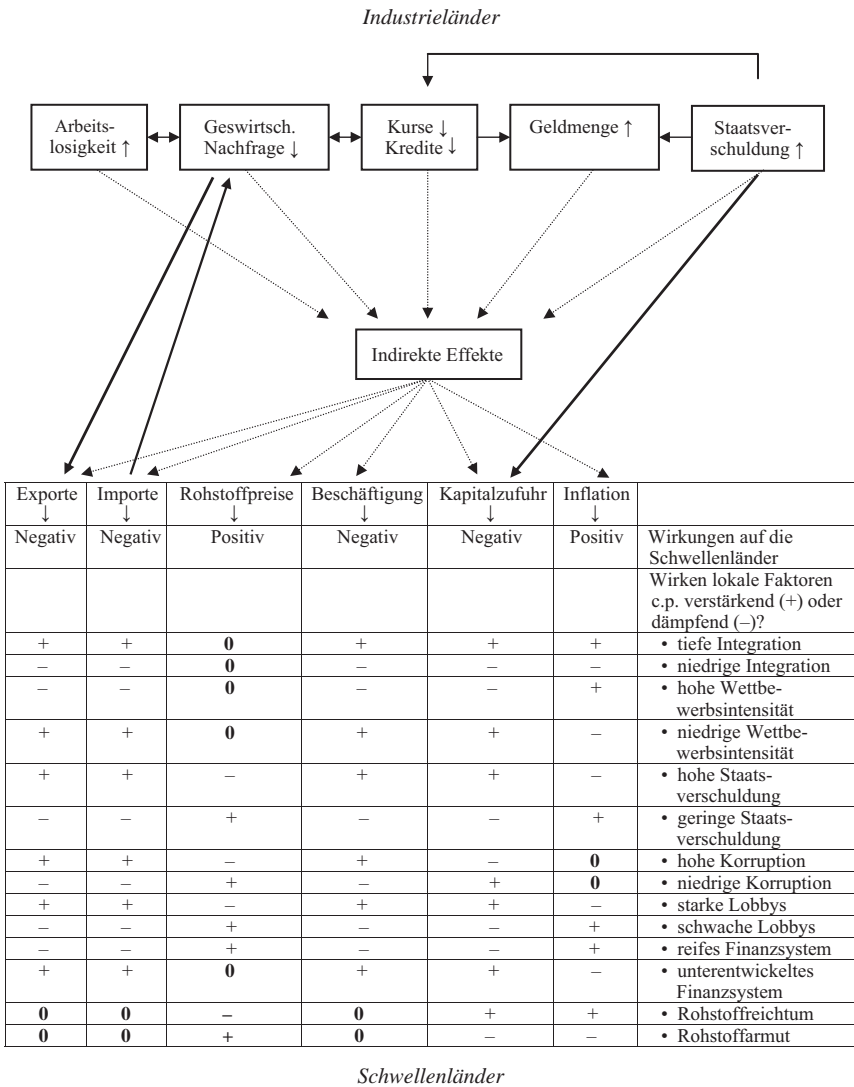 Industrieländer
Arbeits- Geswirtsch. Kurse ↓ Geldmenge ↑ Staatsver-
losigkeit ↑ Nachfrage ↓ Kredite ↓ schuldung ↑
Indirekte Effekte
Exporte Importe Rohstoffpreise Beschäftigung Kapitalzufuhr Inflation
↓ ↓ ↓ ↓ ↓ ↓
Negativ Negativ Positiv Negativ Negativ Positiv Wirkungen auf die
Schwellenländer
Wirken lokale Faktoren
c.p. verstärkend (+) oder
dämpfend (–)?
+ + 0 + + + • tiefe Integration
– – 0 – – – • niedrige Integration
– – 0 – – + • hohe Wettbe-
werbsintensität
+ + 0 + + – • niedrige Wettbe-
werbsintensität
+ + – + + – • hohe Staats-
verschuldung
– – + – – + • geringe Staats-
verschuldung
+ + – + – 0 • hohe Korruption
– – + – + 0 • niedrige Korruption
+ + – + + – • starke Lobbys
– – + – – + • schwache Lobbys
– – + – – + • reifes Finanzsystem
+ + 0 + + – • unterentwickeltes
Finanzsystem
0 0 – 0 + + • Rohstoffreichtum
0 0 + 0 – – • Rohstoffarmut
Schwellenländer